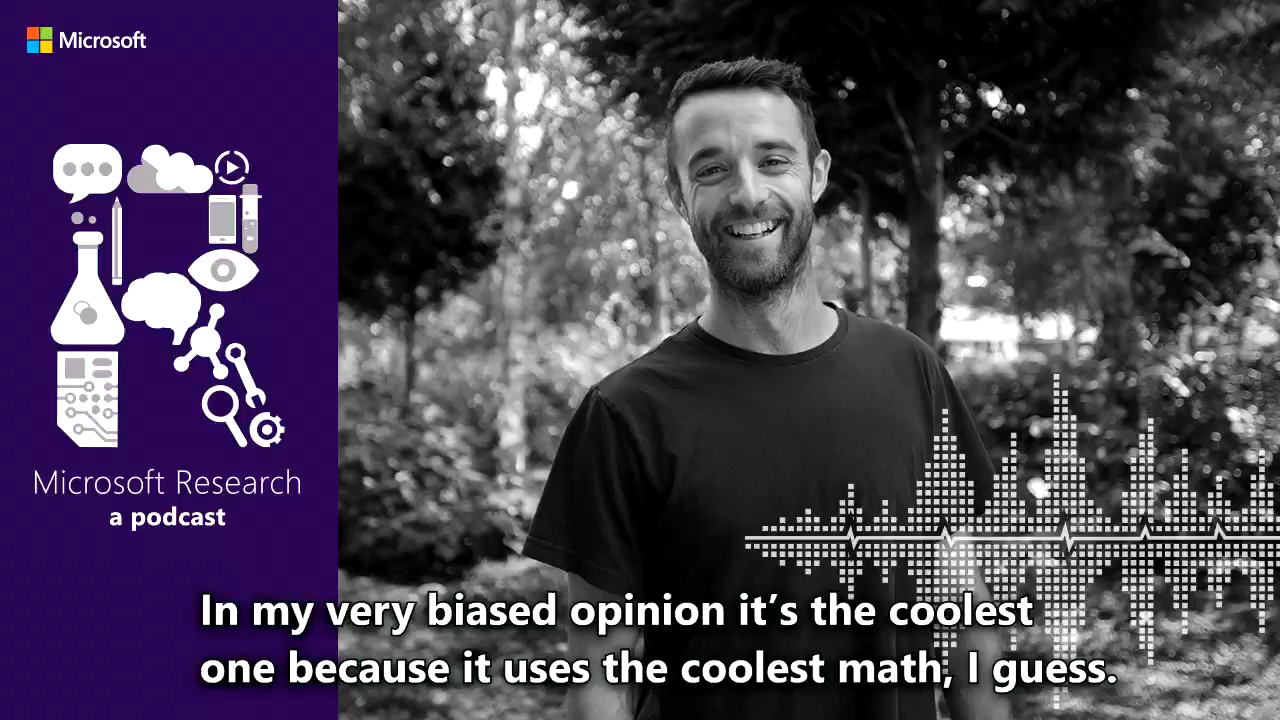 Microsoft
Microsoft Research
a podcast
In my very biased opinion it’s the coolest
one because it uses the coolest math, I guess.